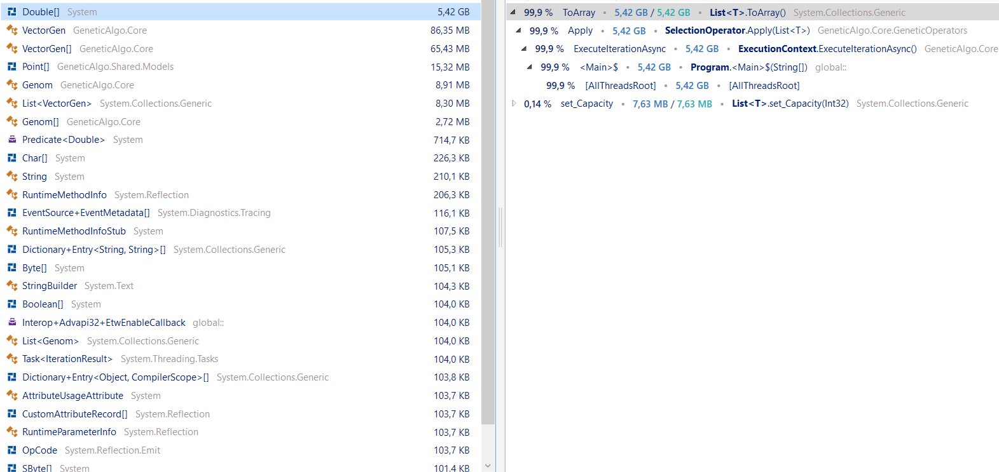 Double[] System 5,42 GB
VectorGen GeneticAlgo.Core 86,35 MB
VectorGen[] GeneticAlgo.Core 65,43 MB
Point[] GeneticAlgo.Shared.Models 15,32 MB
Genom GeneticAlgo.Core 8,91 MB
List<VectorGen> System.Collections.Generic 8,30 MB
Genom[] GeneticAlgo.Core 2,72 MB
Predicate<Double> System 714,7 KB
Char[] System 226,3 KB
String System 210,1 KB
RuntimeMethodInfo System.Reflection 206,3 KB
EventSource+EventMetadata[] System.Diagnostics.Tracing 116,1 KB
RuntimeMethodInfoStub System 107,5 KB
Dictionary+Entry<String, String>[] System.Collections.Generic 105,3 KB
Byte[] System 105,1 KB
StringBuilder System.Text 104,3 KB
Boolean[] System 104,0 KB
Interop+Advapi32+EtwEnableCallback global:: 104,0 KB
List<Genom> System.Collections.Generic 104,0 KB
Task<IterationResult> System.Threading.Tasks 104,0 KB
Dictionary+Entry<Object, CompilerScope>[] System.Collections.Generic 103,8 KB
AttributeUsageAttribute System 103,7 KB
CustomAttributeRecord[] System.Reflection 103,7 KB
RuntimeParameterInfo System.Reflection 103,7 KB
OpCode System.Reflection.Emit 103,7 KB
SByte[] System 101,4 KB
99,9 % ToArray • 5,42 GB / 5,42 GB • List<T>.ToArray() System.Collections.Generic
99,9 % Apply • 5,42 GB • SelectionOperator.Apply(List<T>) GeneticAlgo.Core.GeneticOperators
99,9 % ExecuteIterationAsync • 5,42 GB • ExecutionContext.ExecuteIterationAsync() GeneticAlgo.Core
99,9 % <Main>$ • 5,42 GB • Program.<Main>$(String[]) global::
99,9 % [AllThreadsRoot] • 5,42 GB • [AllThreadsRoot]
0,14 % set_Capacity • 7,63 MB / 7,63 MB • List<T>.set_Capacity(Int32) System.Collections.Generic